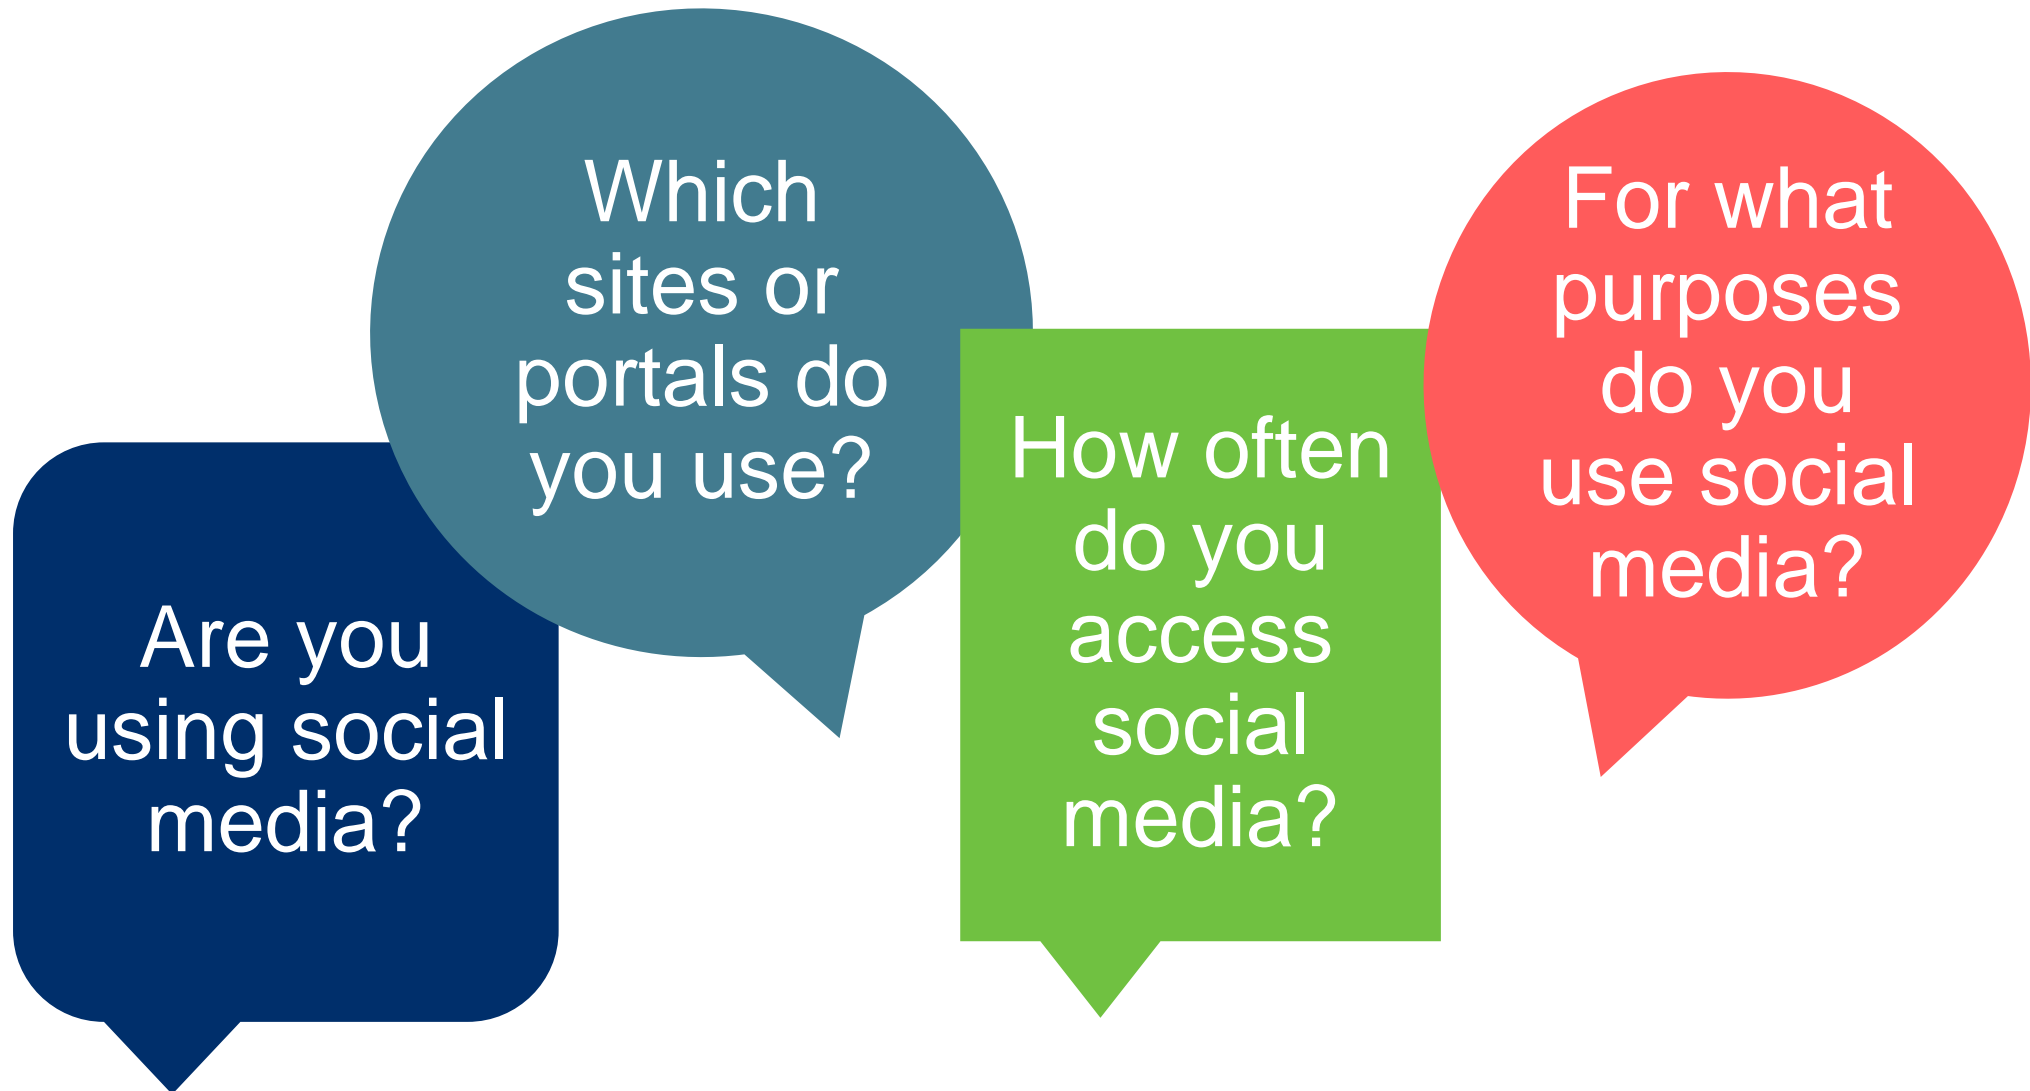 Are you
using social
media?
Which
sites or
portals do
you use?
How often
do you
access
social
media?
For what
purposes
do you
use social
media?